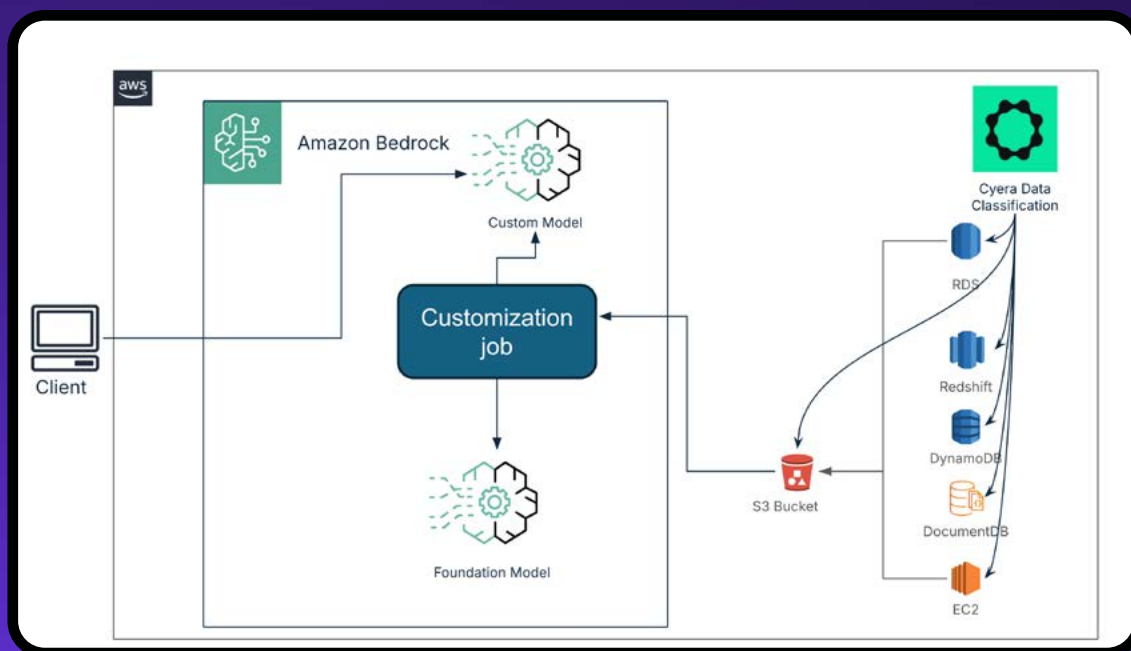 aws
Amazon Bedrock
Custom Model
Customization
job
Foundation Model
Client
S3 Bucket
Cyera Data
Classification
RDS
Redshift
DynamoDB
DocumentDB
EC2